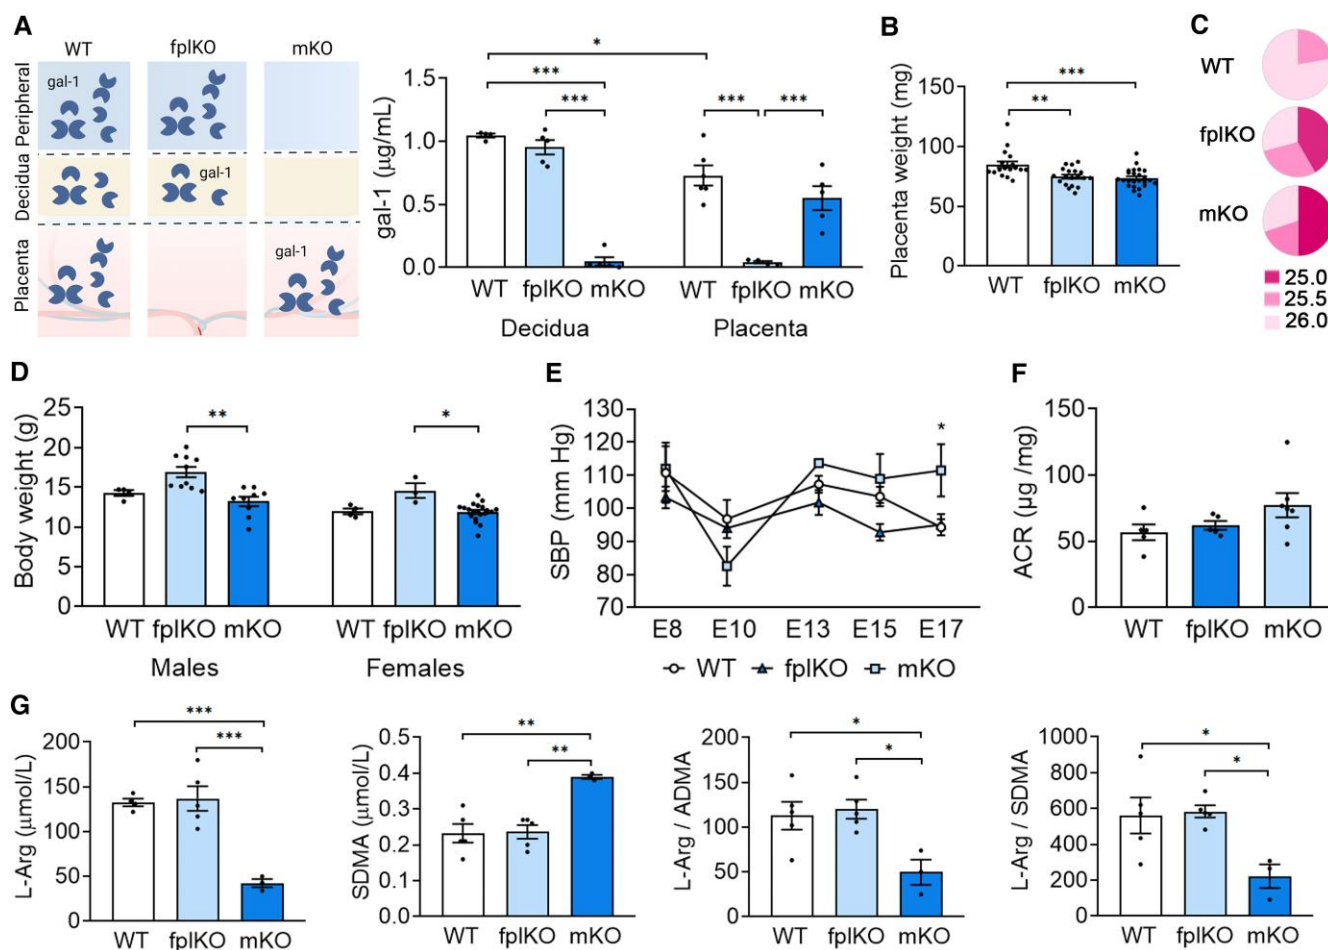 A
WT
fplKO
mKO
Peripheral
gal-1
Decidua
gal-1
Placenta
gal-1
gal-1 (μg/mL)
1.5
1.0
0.5
0.0
*
***
***
***
***
WT fplKO mKO
WT fplKO mKO
Decidua
Placenta
B
Placenta weight (mg)
150
100
50
0
***
**
WT fplKO mKO
C
WT
fplKO
mKO
25.0
25.5
26.0
D
Body weight (g)
25
20
15
10
5
0
**
*
WT fplKO mKO
WT fplKO mKO
Males
Females
E
SBP (mm Hg)
130
120
110
100
90
80
70
*
E8 E10 E13 E15 E17
WT fplKO mKO
F
ACR (μg /mg)
150
100
50
0
WT fplKO mKO
G
L-Arg (μmol/L)
200
150
100
50
0
***
***
WT fplKO mKO
SDMA (μmol/L)
0.5
0.4
0.3
0.2
0.1
0.0
**
**
WT fplKO mKO
L-Arg / ADMA
200
150
100
50
0
*
*
WT fplKO mKO
L-Arg / SDMA
1000
800
600
400
200
0
*
*
WT fplKO mKO